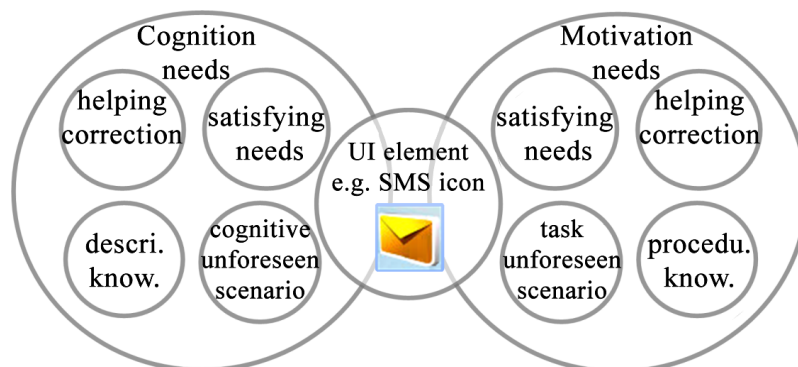 Cognition
needs
helping
correction
satisfying
needs
descri.
know.
cognitive
unforeseen
scenario
UI element
e.g. SMS icon
Motivation
needs
satisfying
needs
helping
correction
task
unforeseen
scenario
procedu.
know.